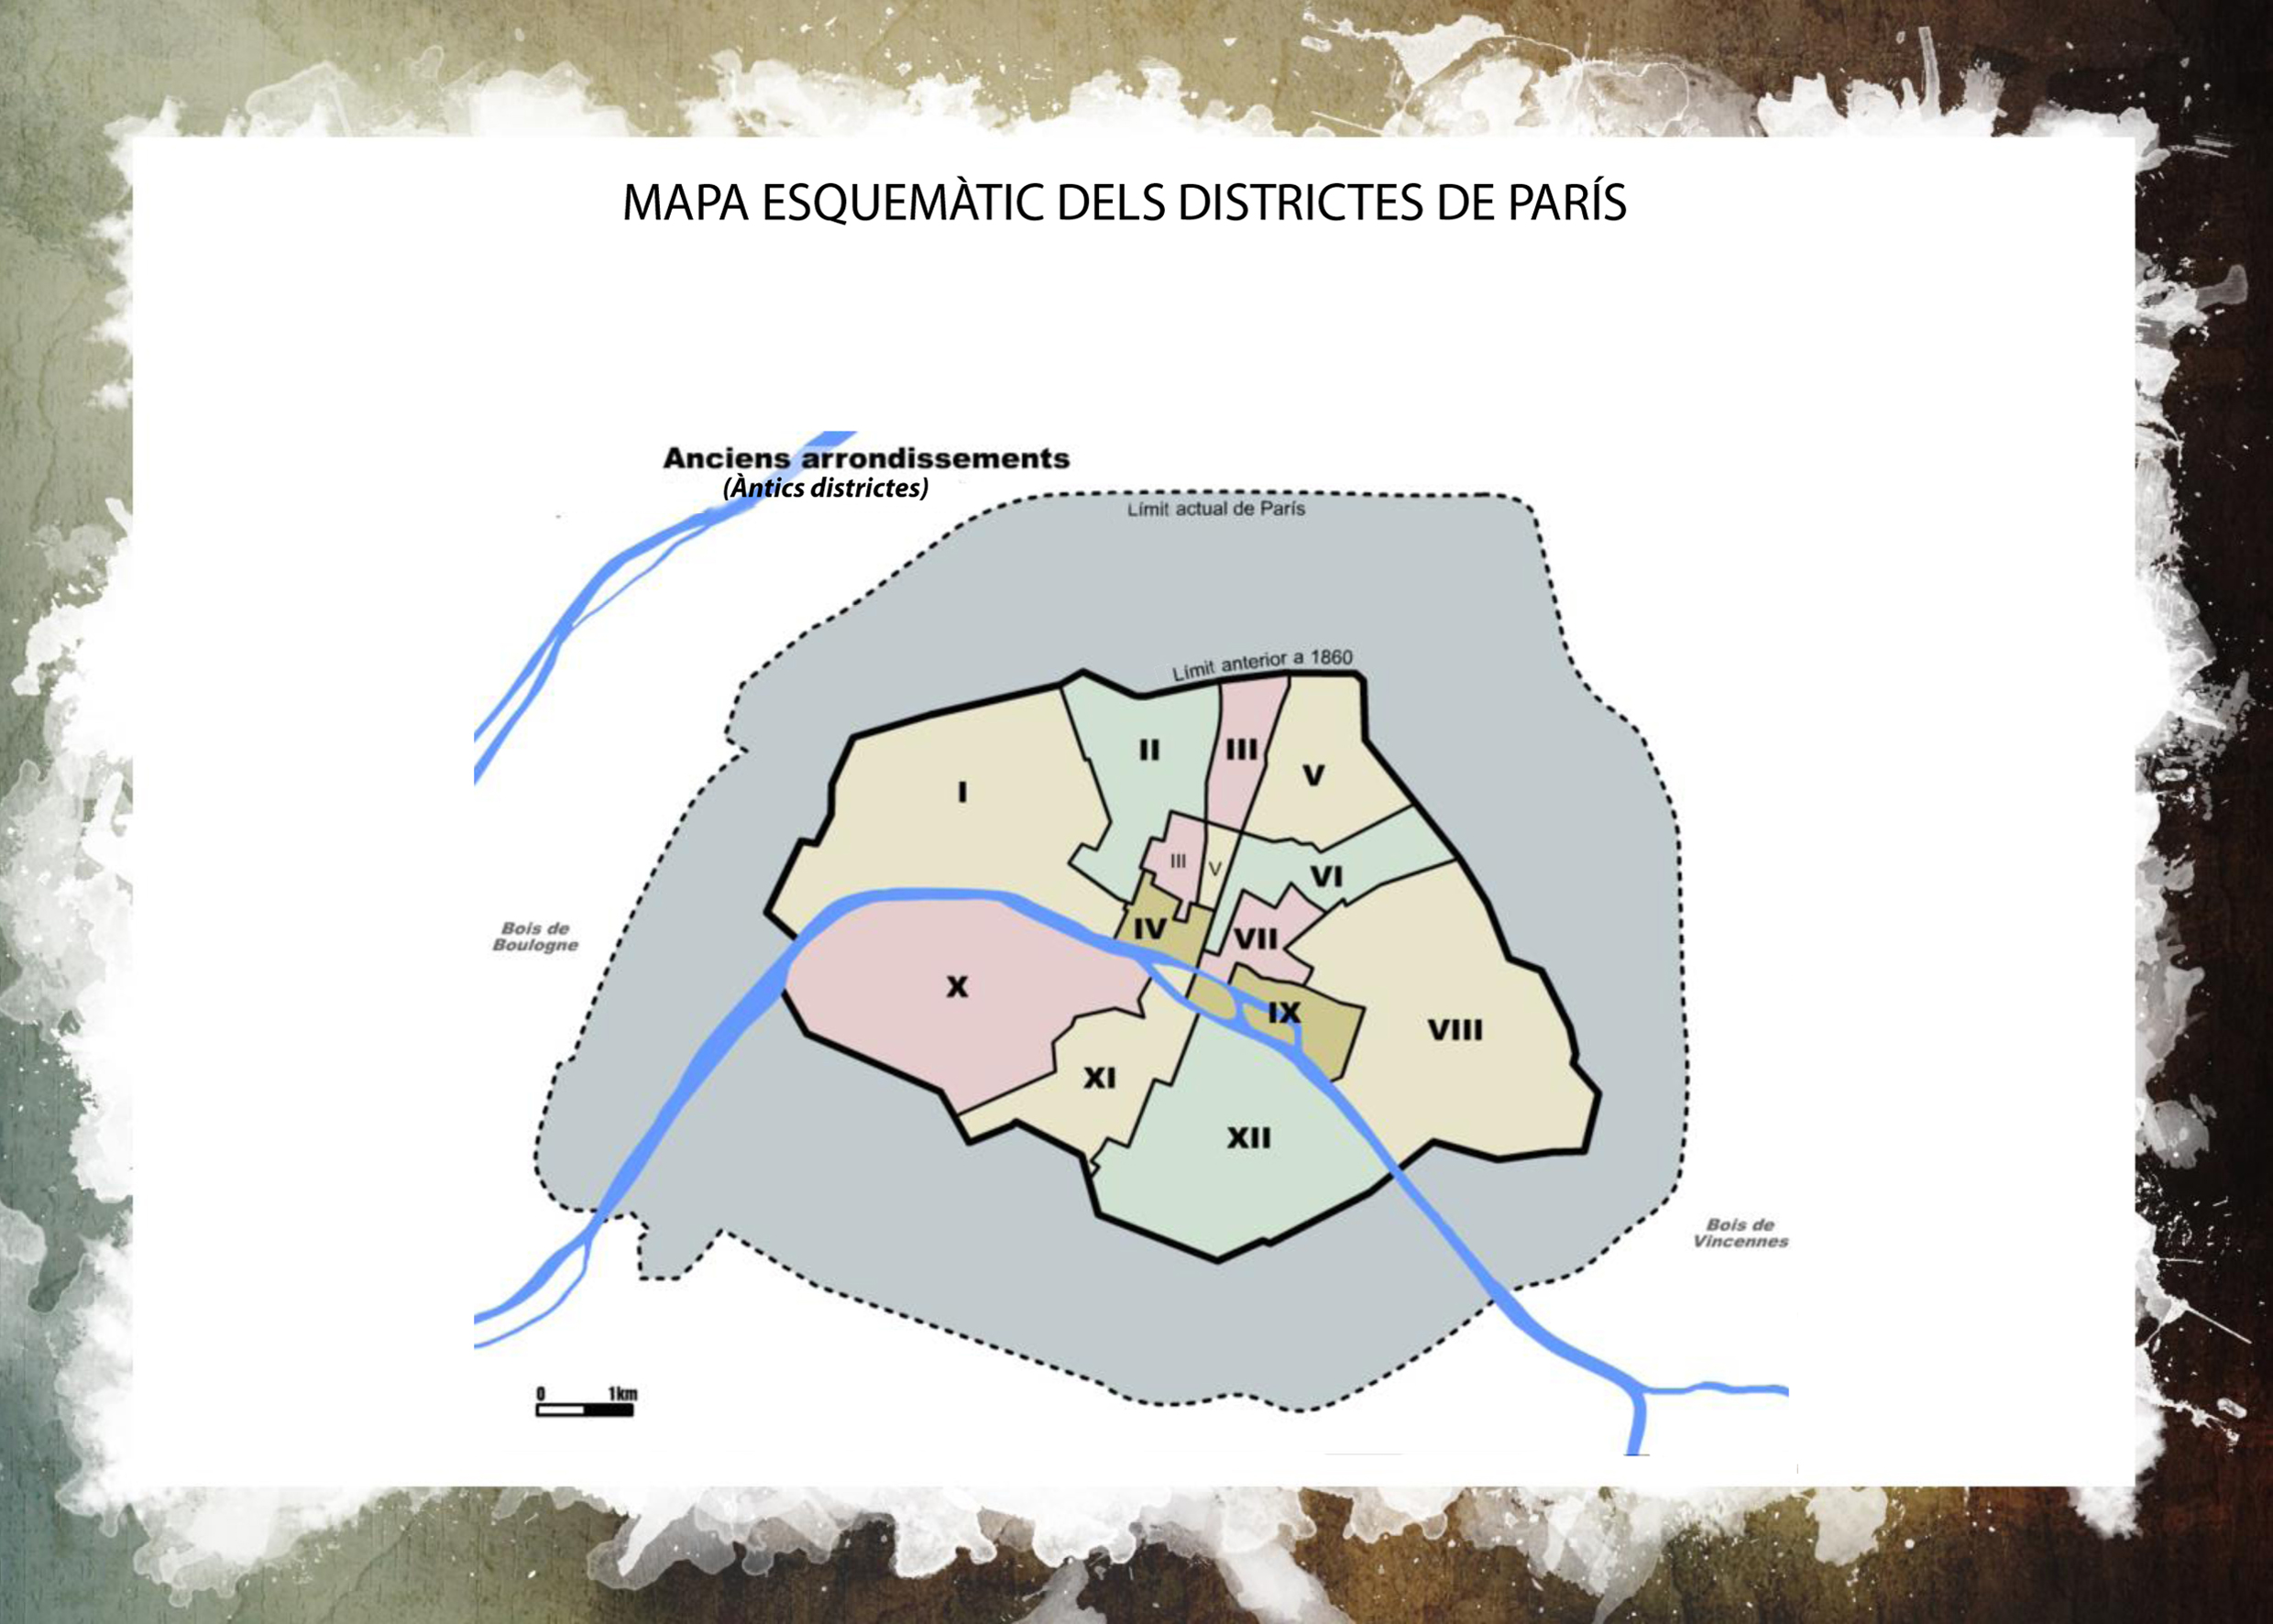 MAPA ESQUEMÀTIC DELS DISTRICTES DE PARÍS
Anciens arrondissements
(Àntics districtes)
Límit actual de París
Límit anterior a 1860
II
III
V
I
III
V
VI
IV
VII
Bois de
Boulogne
X
IX
VIII
XI
XII
Bois de
Vincennes
0 1km